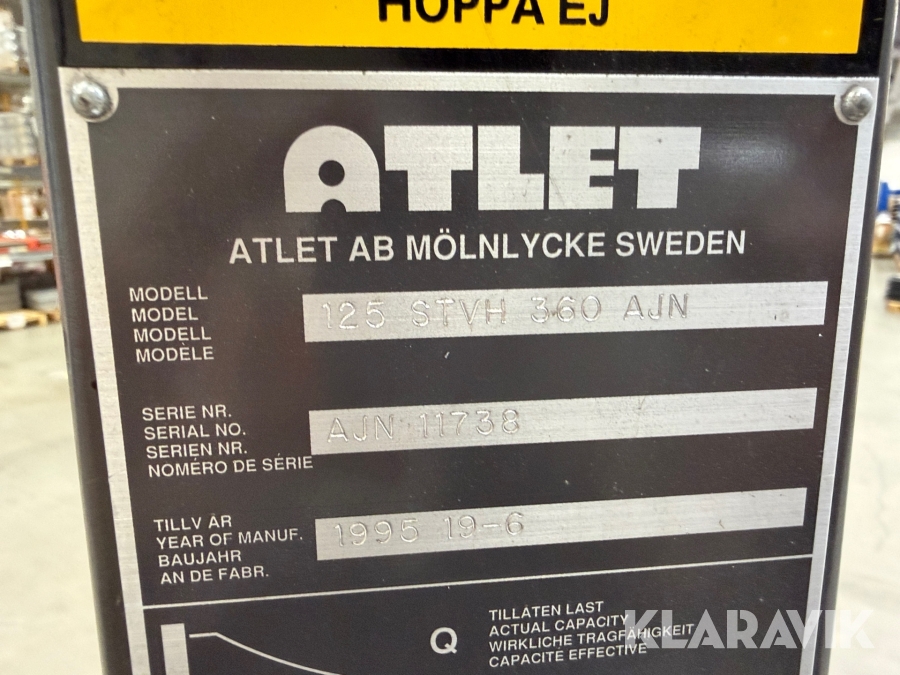 HOPPA EJ
ATLET
ATLET AB MÖLNLYCKE SWEDEN
MODELL
MODEL
MODELL
MODÈLE
125 STVH 360 AJN
SERIE NR.
SERIAL NO.
SERIEN NR.
NOMÉRO DE SÉRIE
AJN 11738
TILLV ÅR
YEAR OF MANUF.
BAUJAHR
AN DE FABR.
1995 19-6
Q
TILLÅTEN LAST
ACTUAL CAPACITY
WIRKLICHE TRAGFÄHIGKEIT
CAPACITE EFFECTIVE
KLARAVIK